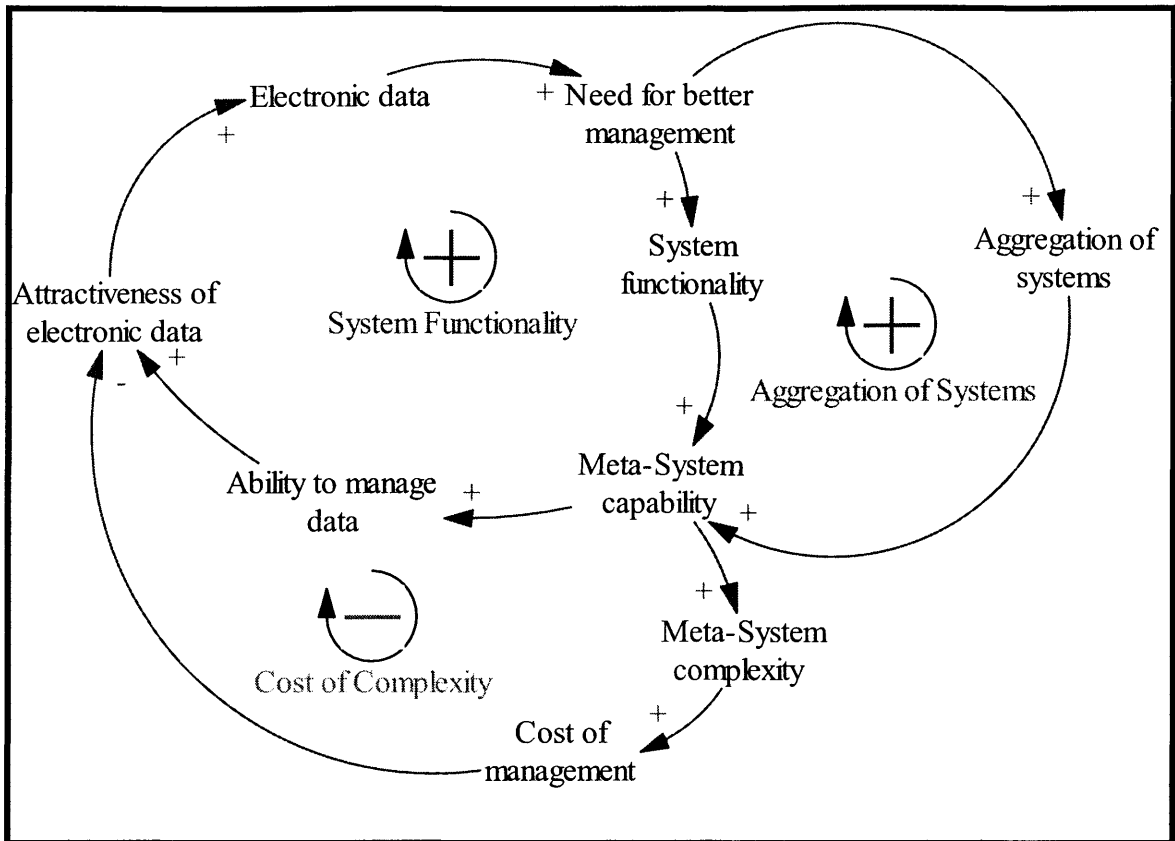 Electronic data
+
+
Need for better
management
+
System
functionality
+
Aggregation of
systems
Attractiveness of
electronic data
+
-
System Functionality
+
Aggregation of Systems
+
+
Meta-System
capability
+
Ability to manage
data
+
+
Meta-System
complexity
−
Cost of Complexity
+
Cost of
management